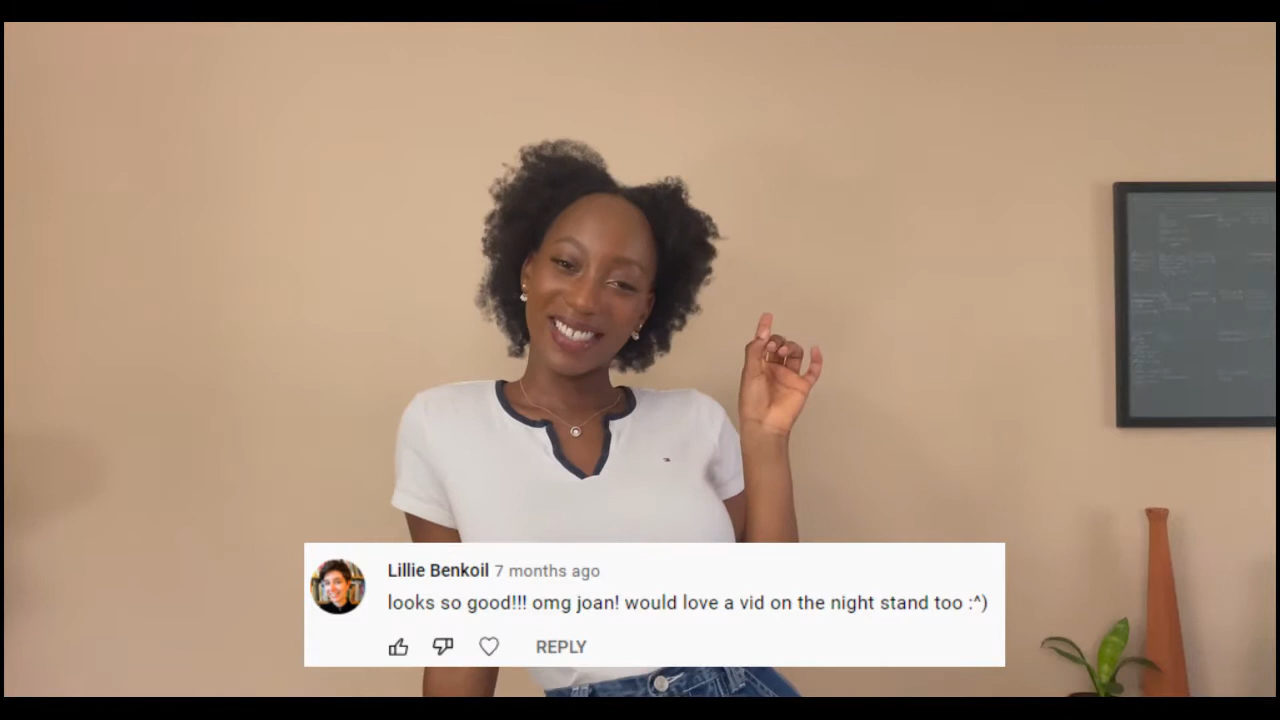 Lillie Benkoil 7 months ago
looks so good!!! omg joan! would love a vid on the night stand too :^)
REPLY